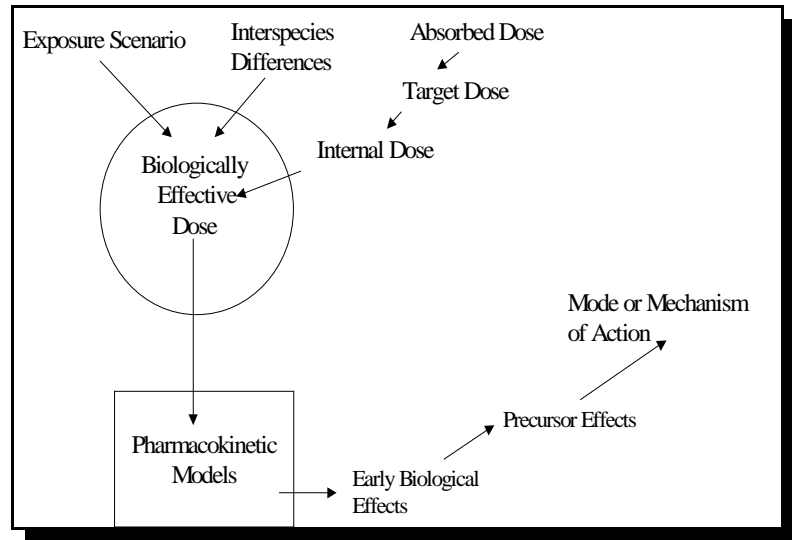 Exposure Scenario
Interspecies
Differences
Absorbed Dose
Target Dose
Internal Dose
Biologically
Effective
Dose
Mode or Mechanism
of Action
Precursor Effects
Pharmacokinetic
Models
Early Biological
Effects